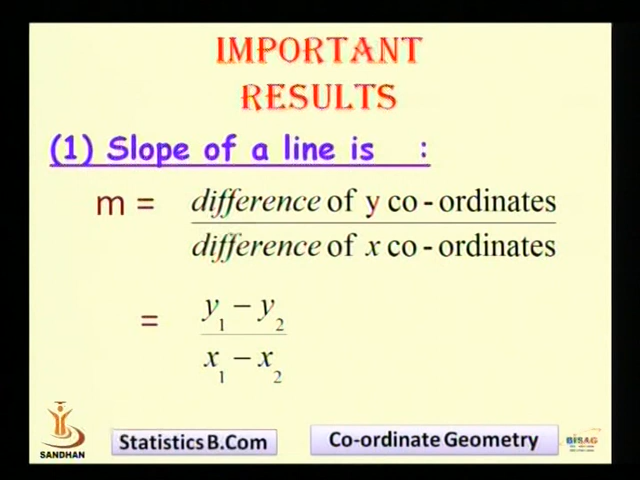 IMPORTANT
RESULTS
(1) Slope of a line is :
m = difference of y co - ordinates
difference of x co - ordinates
= y₁ − y₂
x₁ − x₂
SANDHAN
Statistics B.Com
Co-ordinate Geometry
BISAG